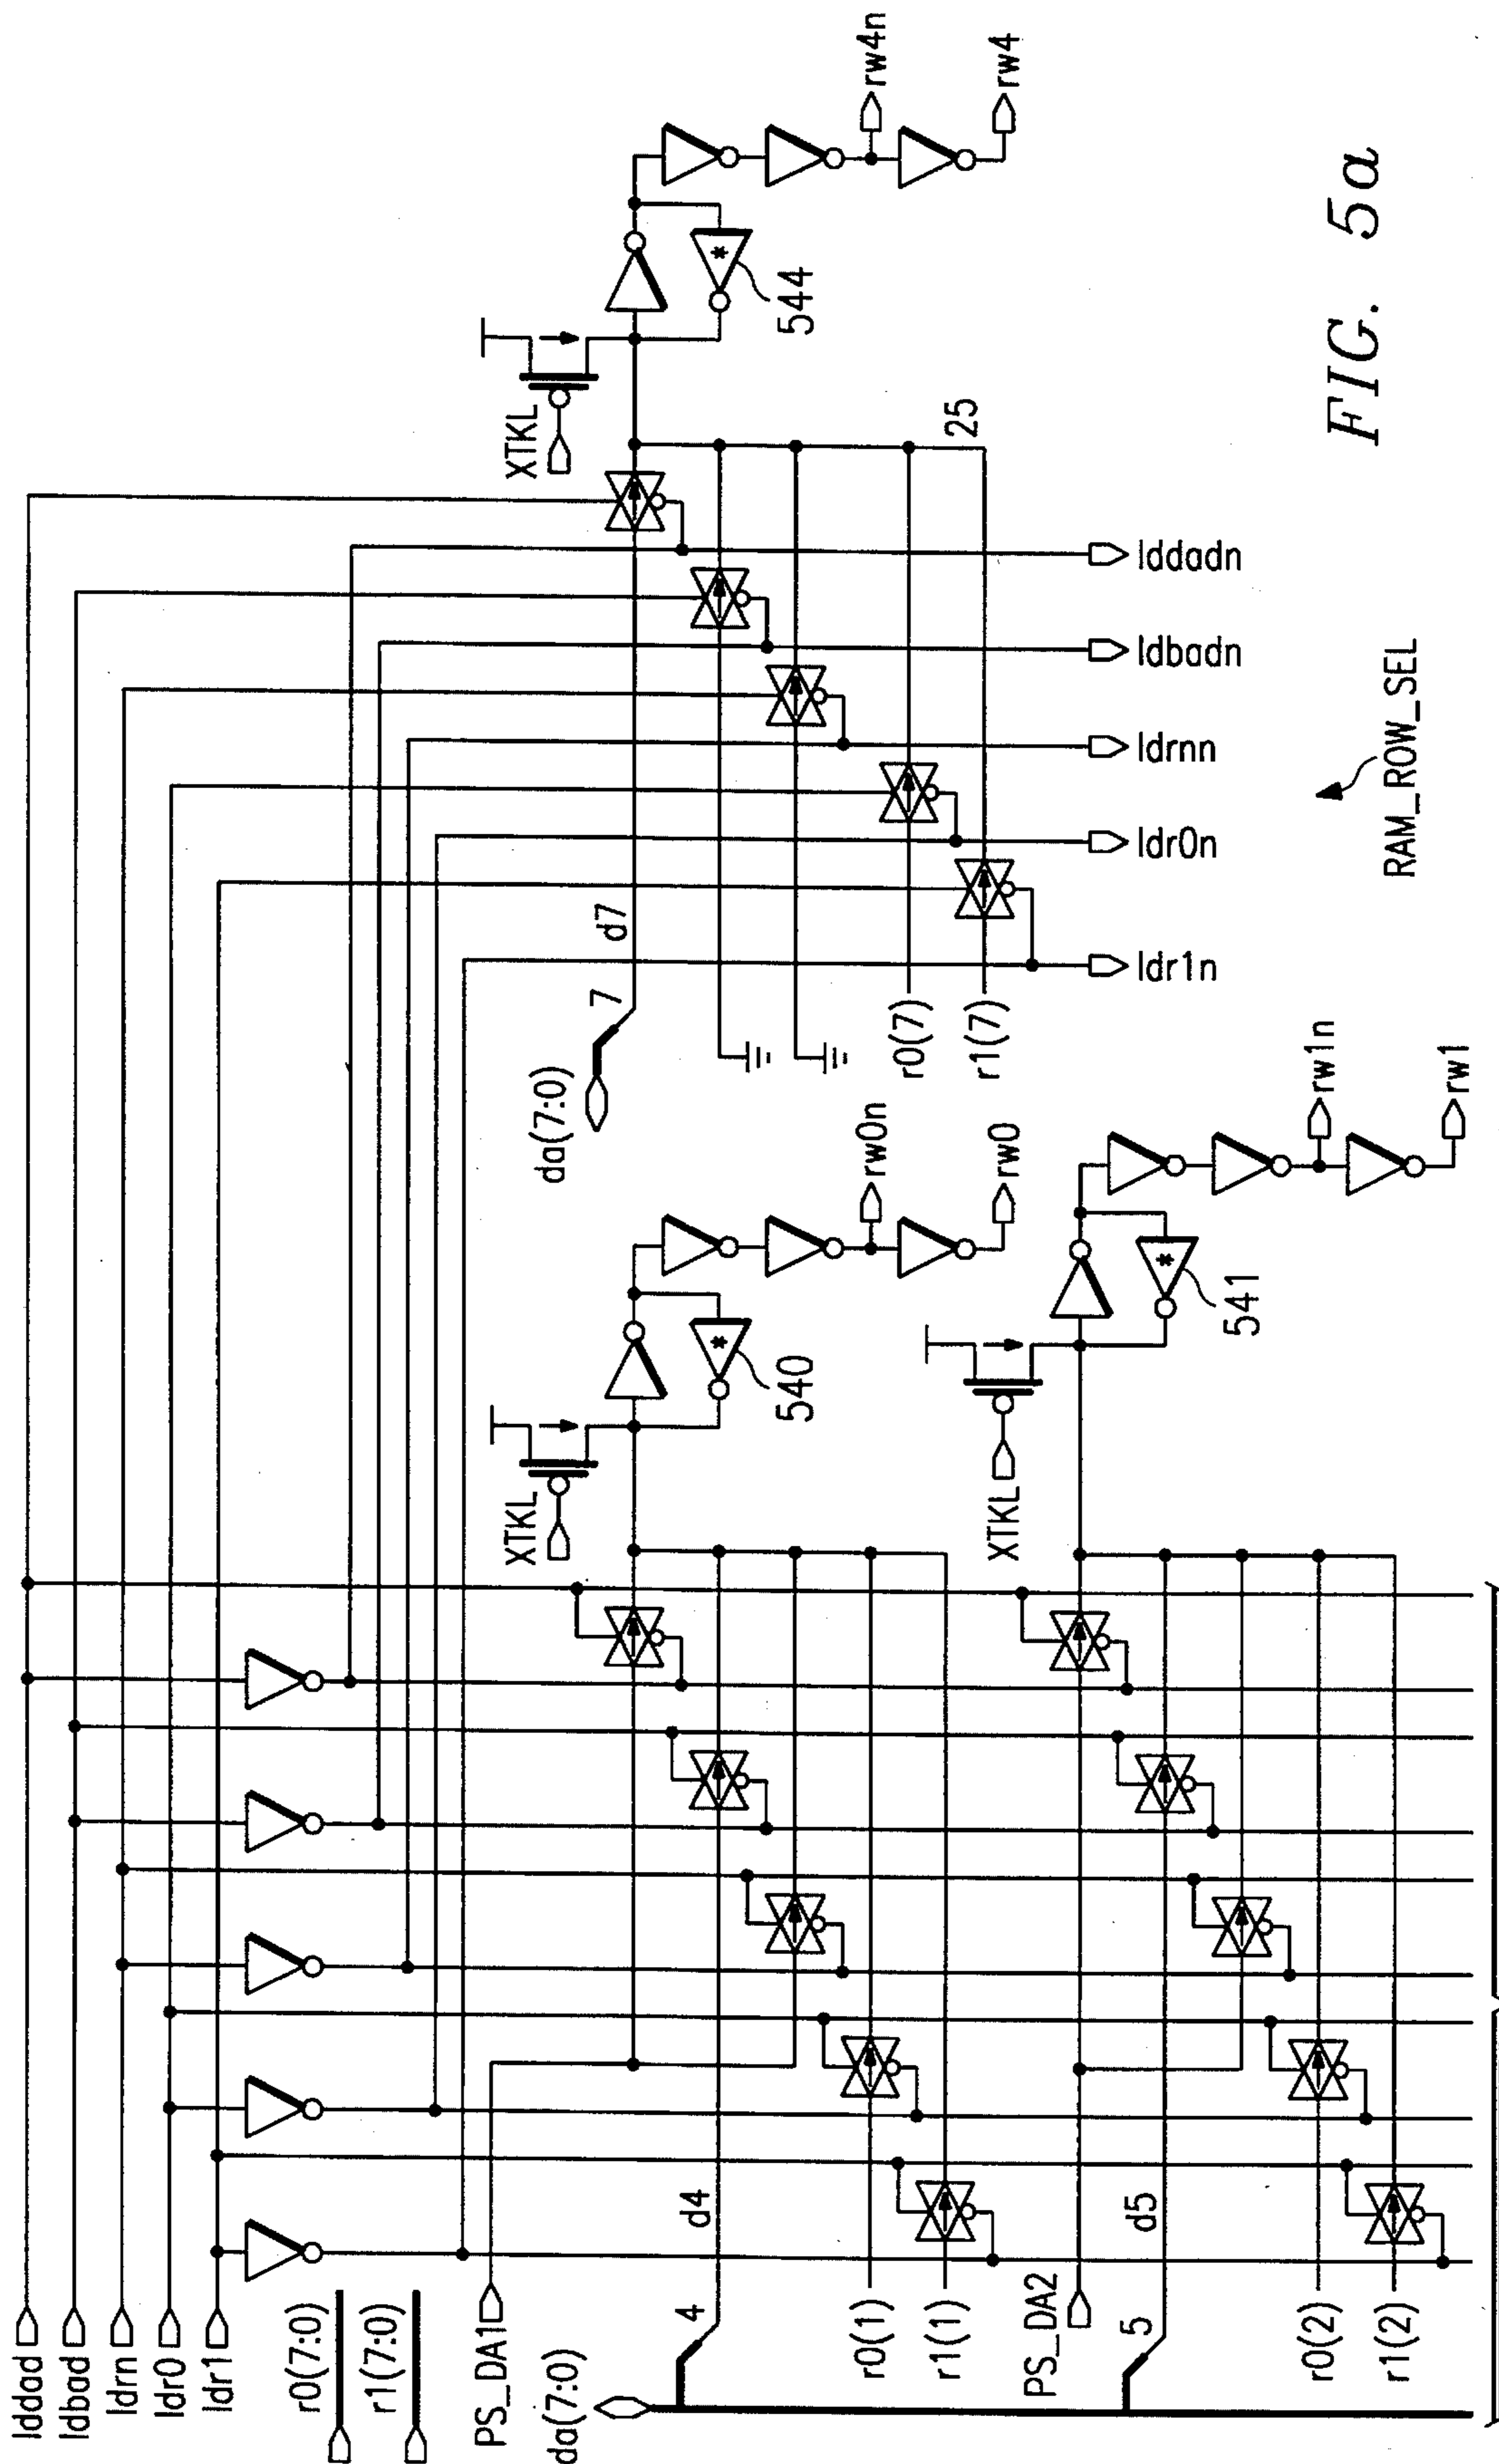 lddad
ldbad
ldrn
ldr0
ldr1
r0(7:0)
r1(7:0)
PS_DA1
da(7:0)
4
d4
r0(1)
r1(1)
XTKL
*
540
rw0n
rw0
PS_DA2
5
d5
r0(2)
r1(2)
XTKL
*
541
rw1n
rw1
da(7:0)
7
d7
r0(7)
r1(7)
25
XTKL
*
544
rw4n
rw4
lddadn
ldbadn
ldrnn
ldr0n
ldr1n
RAM_ROW_SEL
FIG. 5a